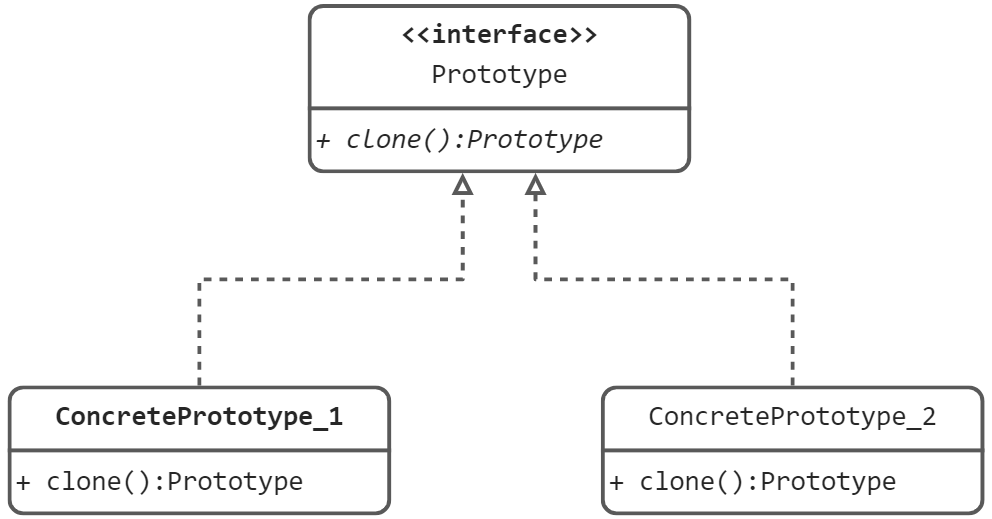 <<interface>>
Prototype
+ clone():Prototype
ConcretePrototype_1
+ clone():Prototype
ConcretePrototype_2
+ clone():Prototype